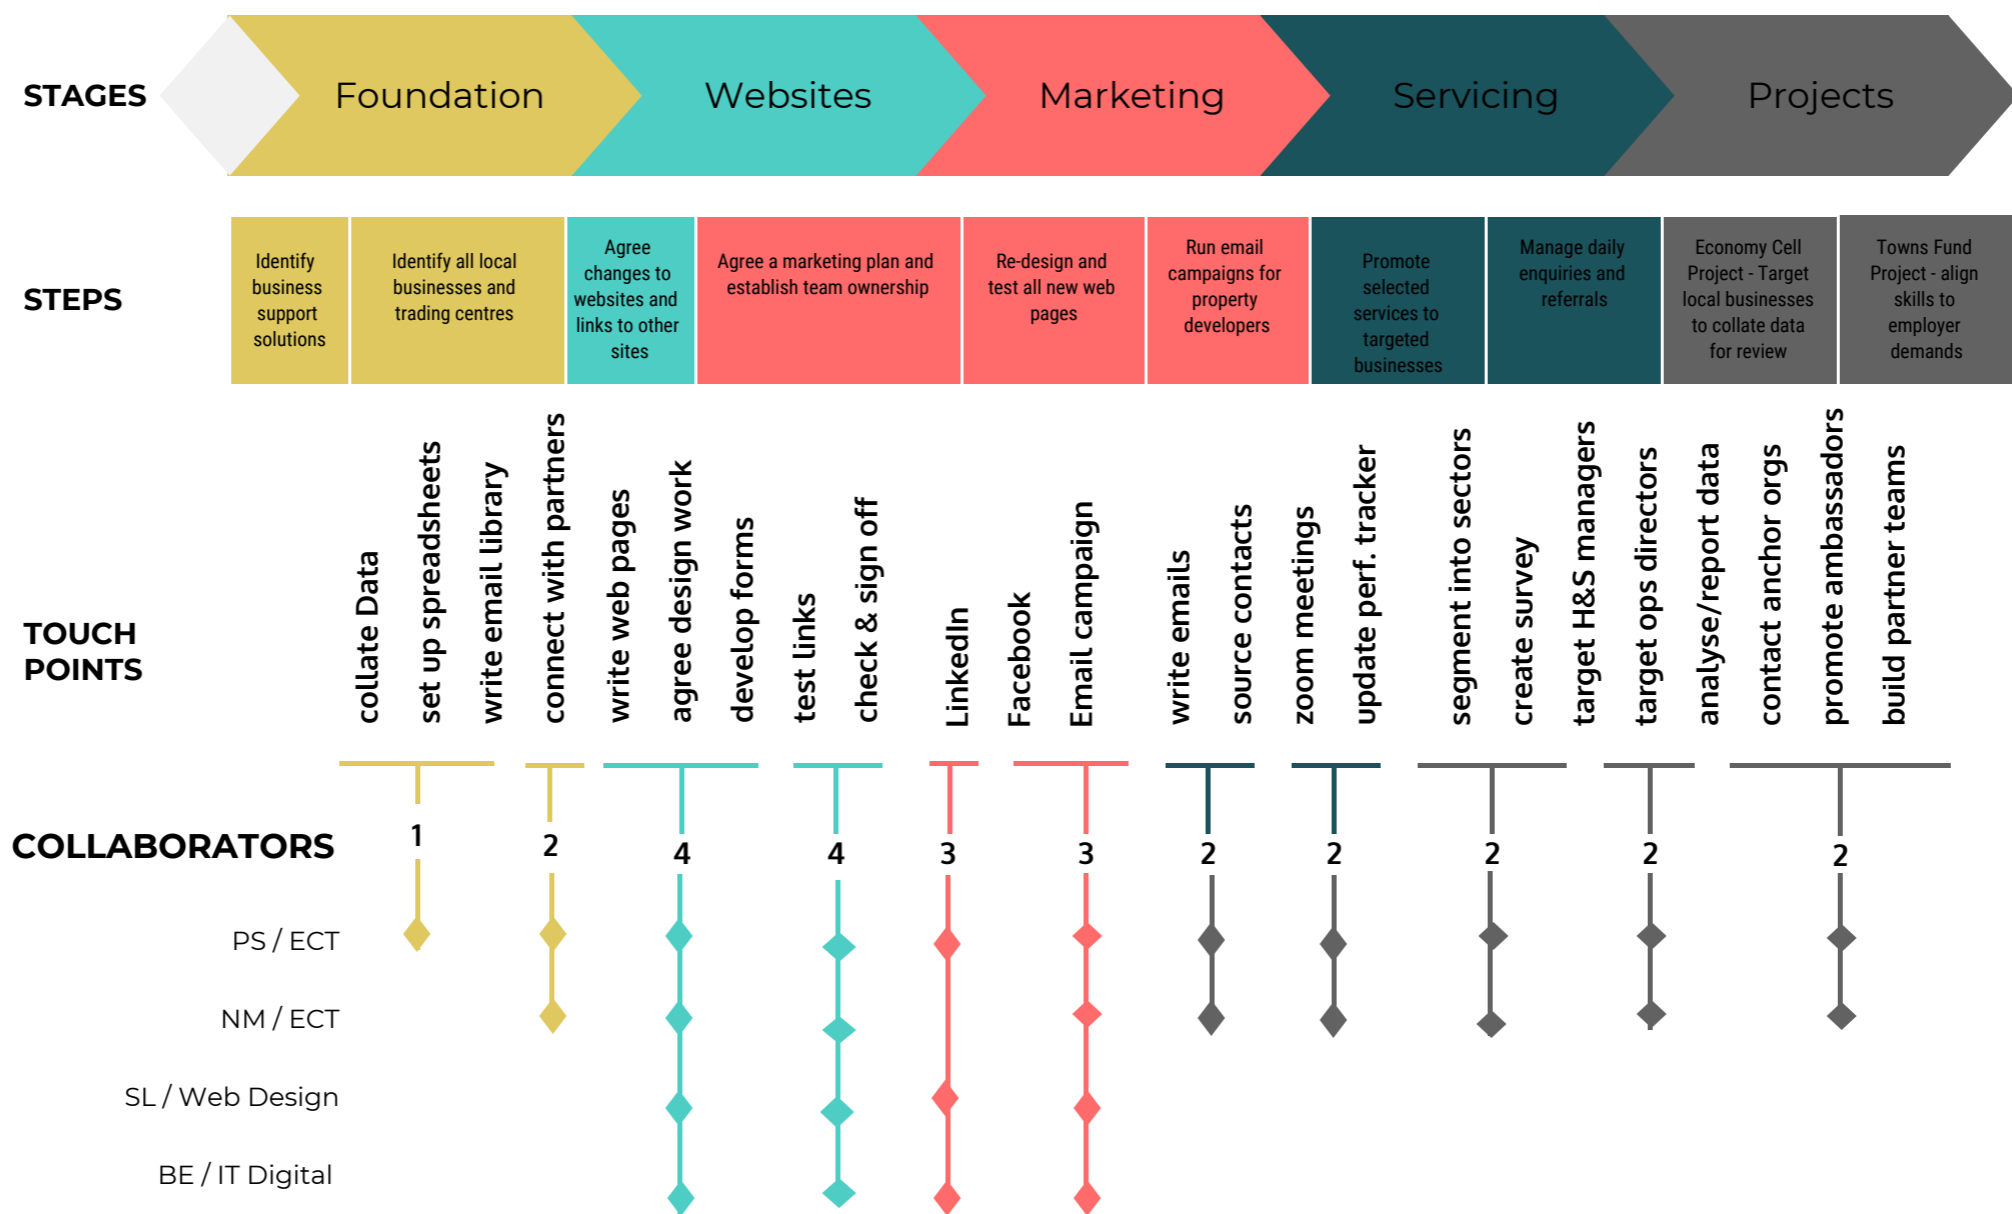 STAGES
Foundation
Websites
Marketing
Servicing
Projects
STEPS
Identify
business
support
solutions
Identify all local
businesses and
trading centres
Agree
changes to
websites and
links to other
sites
Agree a marketing plan and
establish team ownership
Re-design and
test all new web
pages
Run email
campaigns for
property
developers
Promote
selected
services to
targeted
businesses
Manage daily
enquiries and
referrals
Economy Cell
Project - Target
local businesses
to collate data
for review
Towns Fund
Project - align
skills to
employer
demands
TOUCH
POINTS
collate Data
set up spreadsheets
write email library
connect with partners
write web pages
agree design work
develop forms
test links
check & sign off
LinkedIn
Facebook
Email campaign
write emails
source contacts
zoom meetings
update perf. tracker
segment into sectors
create survey
target H&S managers
target ops directors
analyse/report data
contact anchor orgs
promote ambassadors
build partner teams
COLLABORATORS
1
2
4
4
3
3
2
2
2
2
2
PS / ECT
NM / ECT
SL / Web Design
BE / IT Digital